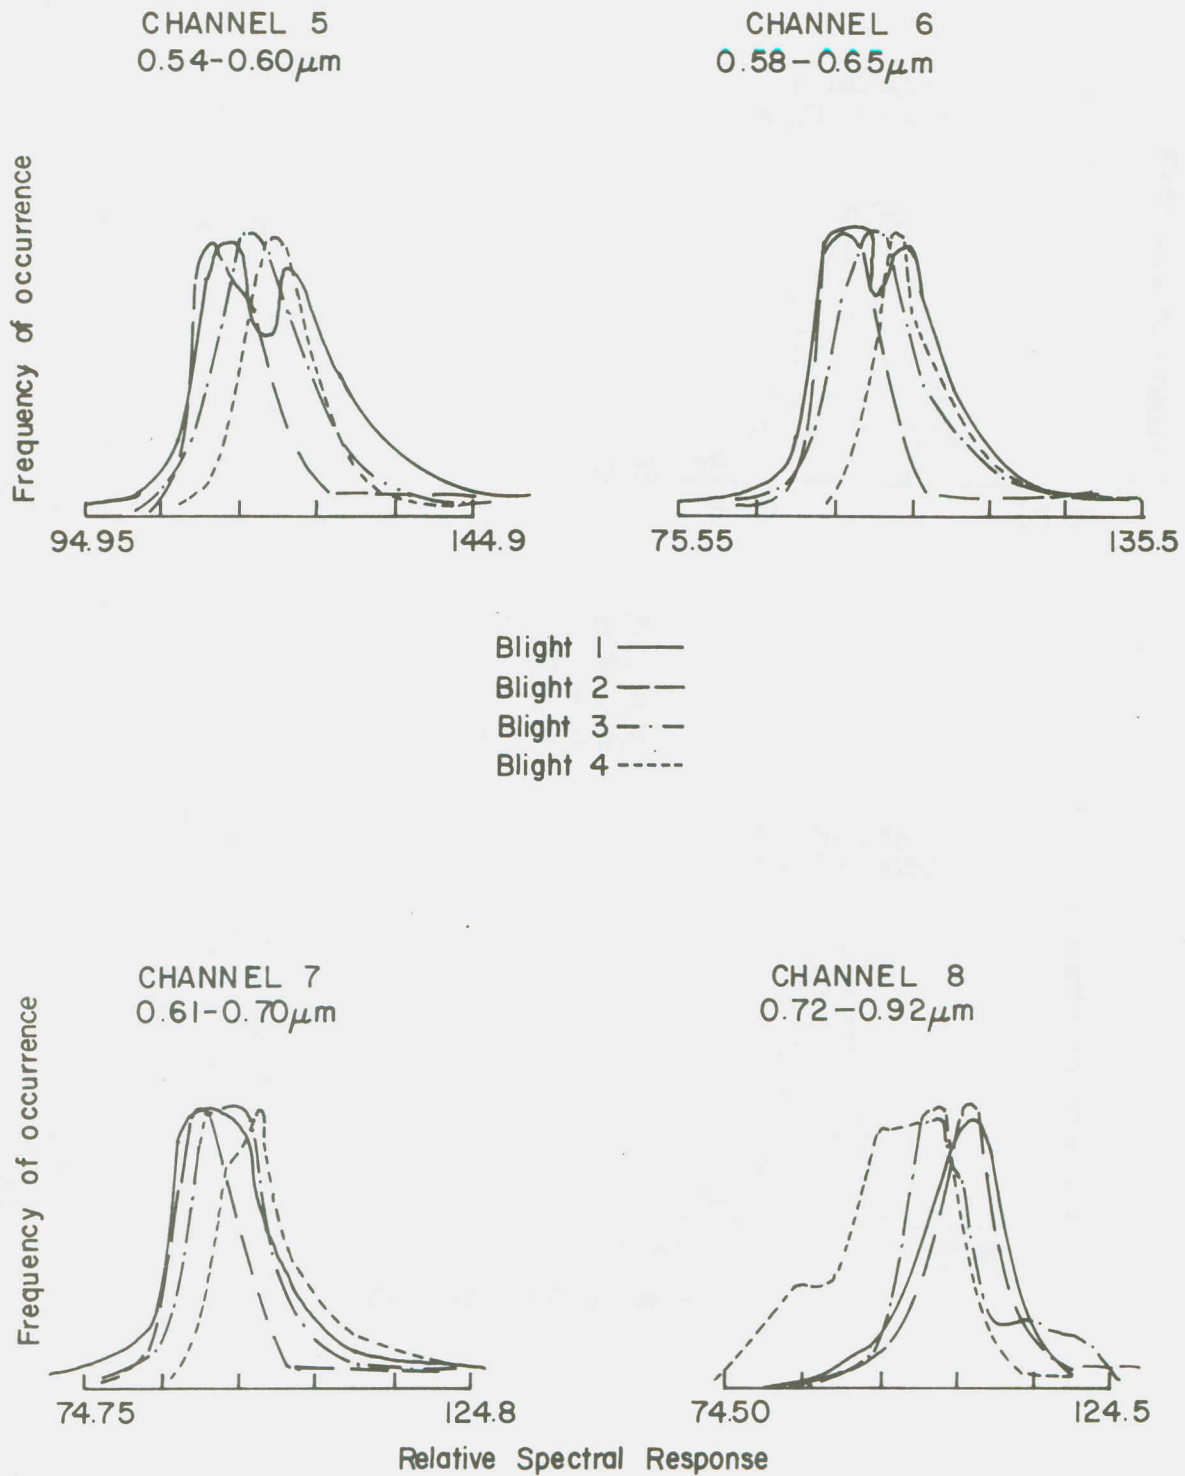 CHANNEL 5
0.54-0.60μm
CHANNEL 6
0.58-0.65μm
Frequency of occurrence
94.95
144.9
75.55
135.5
Blight 1
Blight 2
Blight 3
Blight 4
CHANNEL 7
0.61-0.70μm
CHANNEL 8
0.72-0.92μm
Frequency of occurrence
74.75
124.8
74.50
124.5
Relative Spectral Response